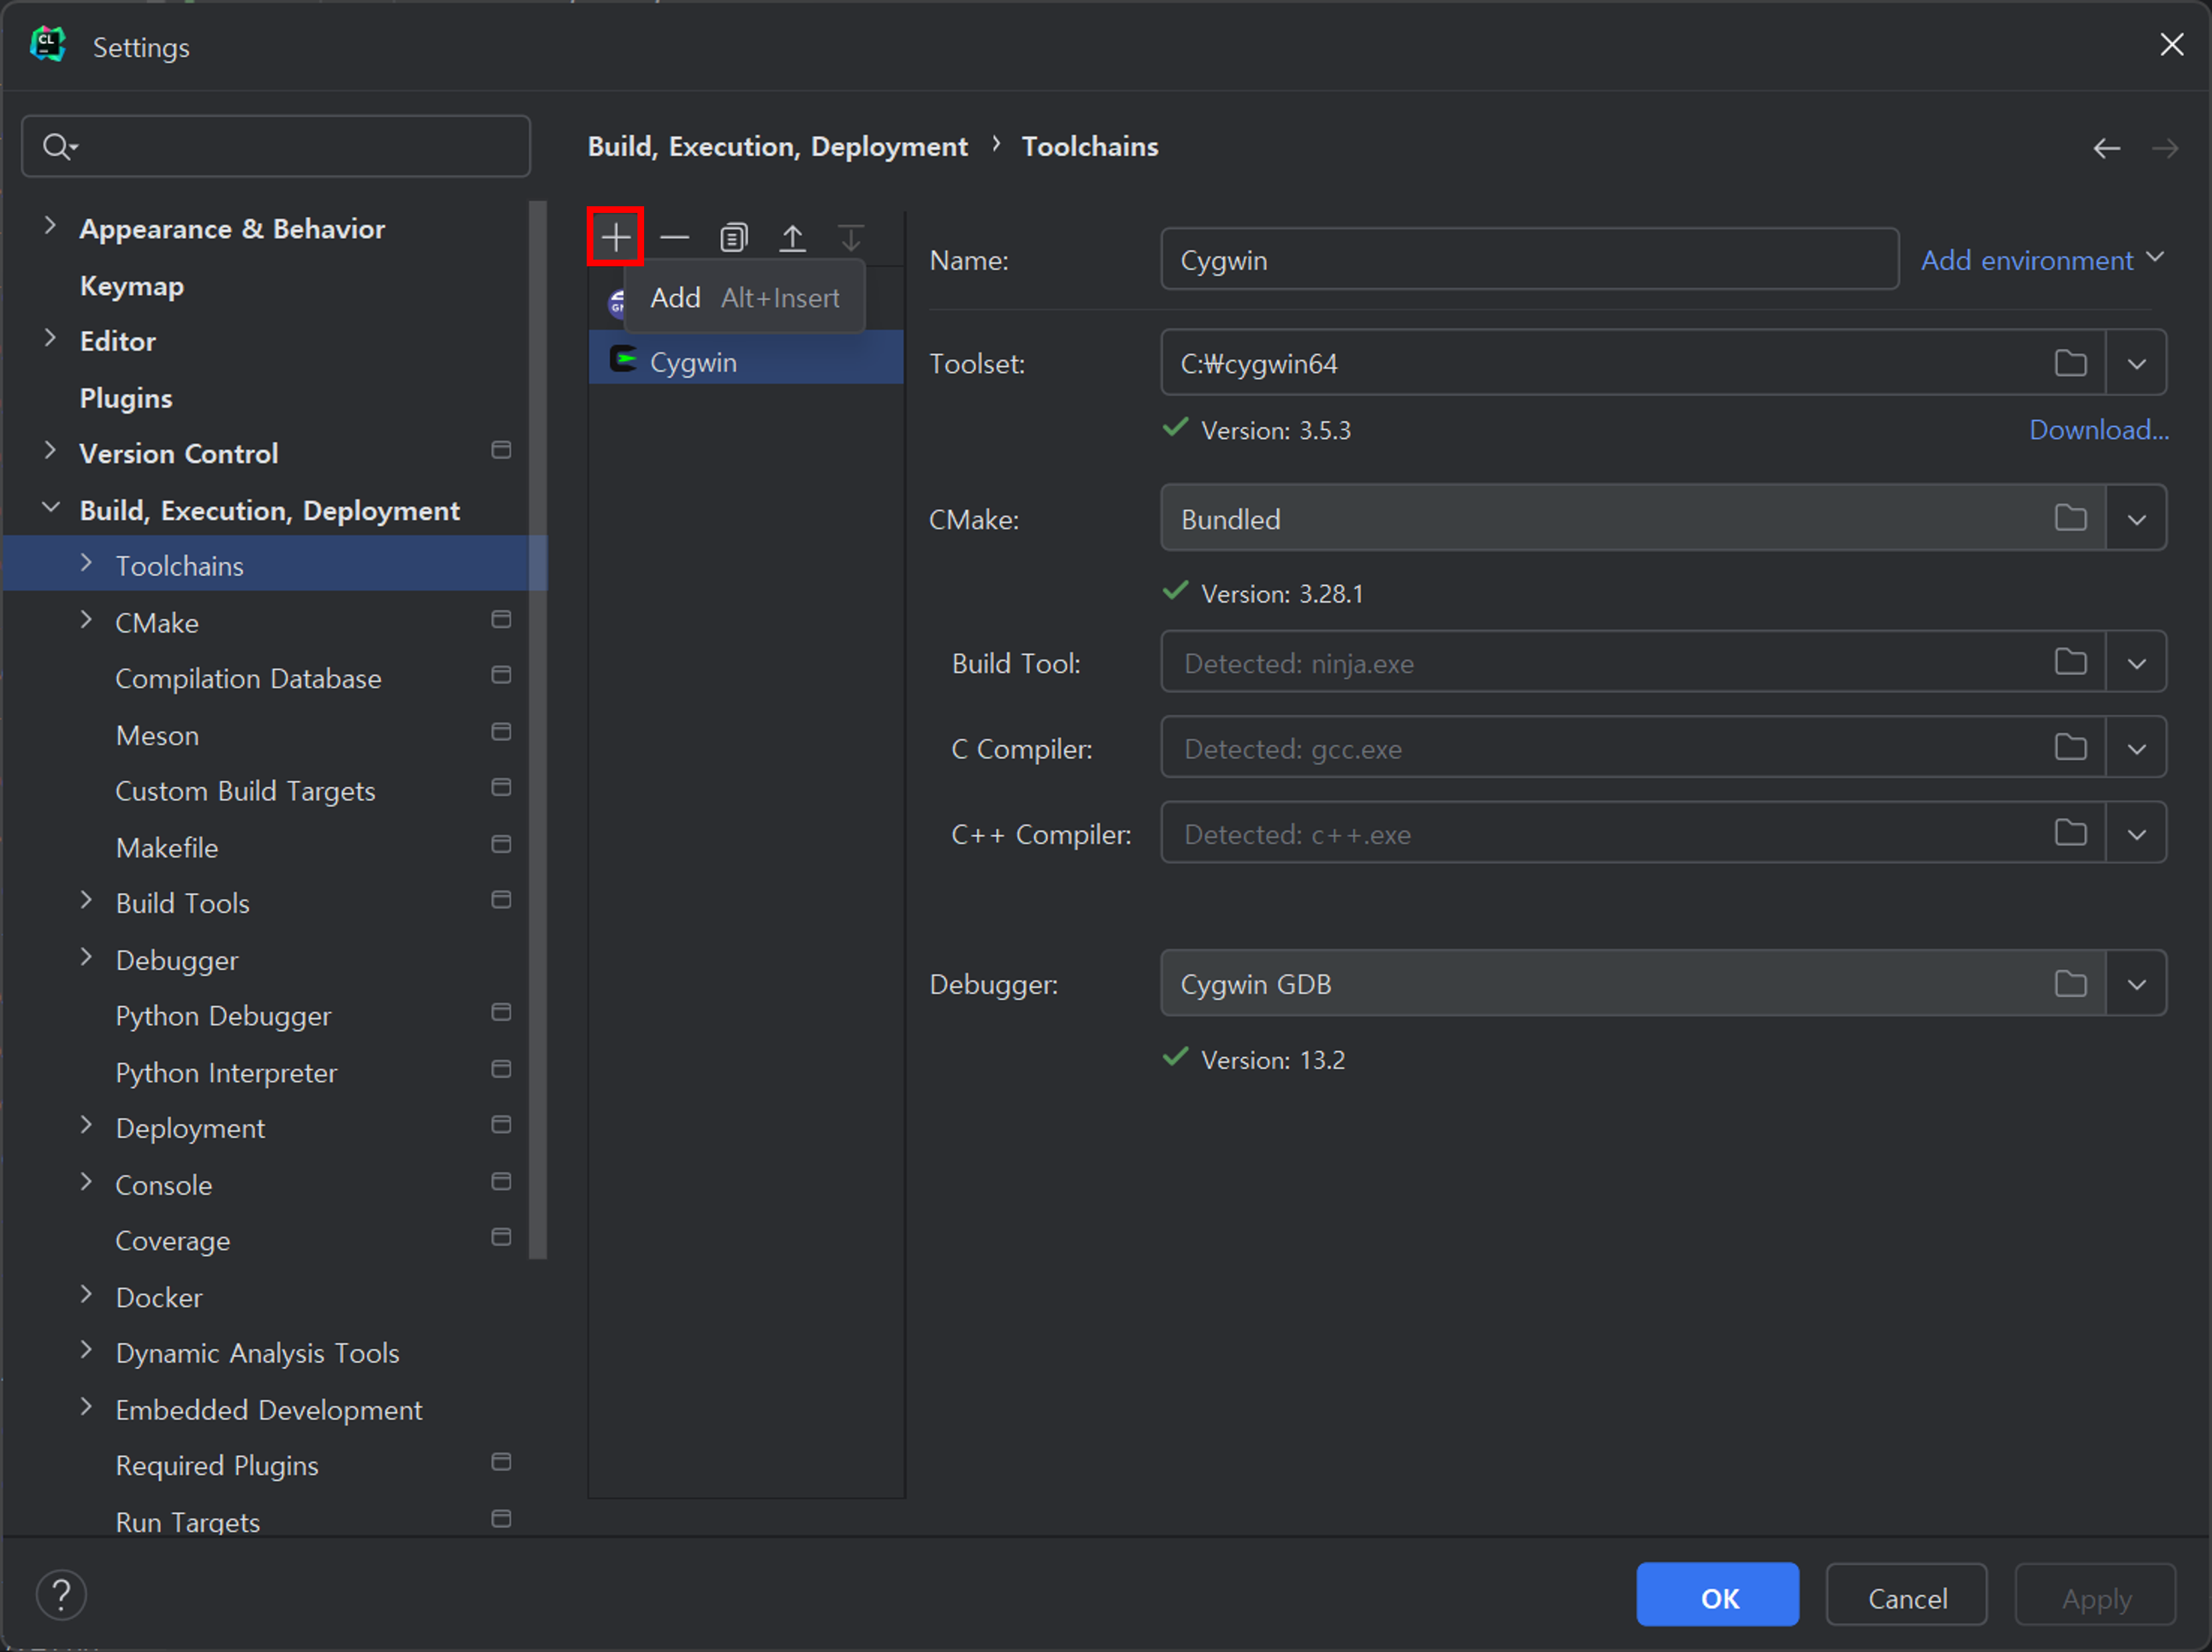 CL
Settings
Build, Execution, Deployment › Toolchains
Appearance & Behavior
Keymap
Editor
Plugins
Version Control
Build, Execution, Deployment
Toolchains
CMake
Compilation Database
Meson
Custom Build Targets
Makefile
Build Tools
Debugger
Python Debugger
Python Interpreter
Deployment
Console
Coverage
Docker
Dynamic Analysis Tools
Embedded Development
Required Plugins
Run Targets
Add Alt+Insert
Cygwin
Name: Cygwin Add environment
Toolset: C:₩cygwin64
Version: 3.5.3 Download...
CMake: Bundled
Version: 3.28.1
Build Tool: Detected: ninja.exe
C Compiler: Detected: gcc.exe
C++ Compiler: Detected: c++.exe
Debugger: Cygwin GDB
Version: 13.2
? OK Cancel Apply